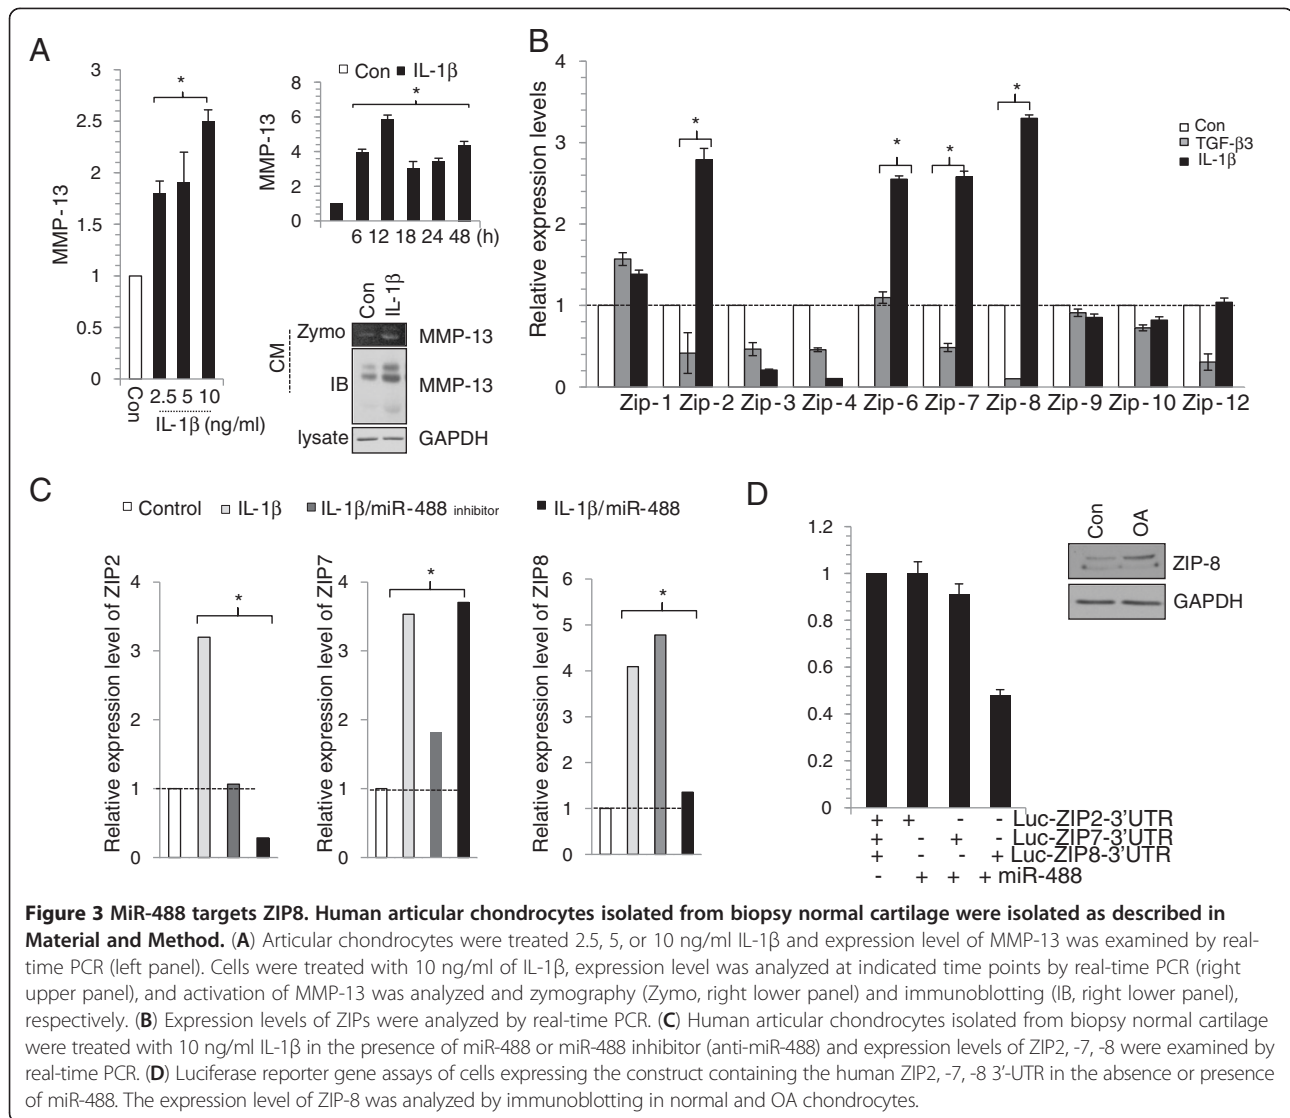 A
MMP-13
3
2.5
2
1.5
1
0.5
0
*
Con
2.5 5 10
IL-1β (ng/ml)
□ Con ■ IL-1β
MMP-13
8
6
4
2
0
*
6 12 18 24 48 (h)
Con
IL-1β
CM
Zymo
MMP-13
IB
MMP-13
lysate
GAPDH
B
Relative expression levels
4
3
2
1
0
*
*
*
*
Con
TGF-β3
IL-1β
Zip-1 Zip-2 Zip-3 Zip-4 Zip-6 Zip-7 Zip-8 Zip-9 Zip-10 Zip-12
C
□ Control □ IL-1β ■ IL-1β/miR-488 inhibitor ■ IL-1β/miR-488
Relative expression level of ZIP2
4
3
2
1
0
*
Relative expression level of ZIP7
4
3
2
1
0
*
Relative expression level of ZIP8
6
5
4
3
2
1
0
*
D
1.2
1
0.8
0.6
0.4
0.2
0
+ + - - Luc-ZIP2-3'UTR
+ - + - Luc-ZIP7-3'UTR
+ - - + Luc-ZIP8-3'UTR
- + + + miR-488
Con
OA
ZIP-8
GAPDH
Figure 3 MiR-488 targets ZIP8. Human articular chondrocytes isolated from biopsy normal cartilage were isolated as described in
Material and Method. (A) Articular chondrocytes were treated 2.5, 5, or 10 ng/ml IL-1β and expression level of MMP-13 was examined by real-
time PCR (left panel). Cells were treated with 10 ng/ml of IL-1β, expression level was analyzed at indicated time points by real-time PCR (right
upper panel), and activation of MMP-13 was analyzed and zymography (Zymo, right lower panel) and immunoblotting (IB, right lower panel),
respectively. (B) Expression levels of ZIPs were analyzed by real-time PCR. (C) Human articular chondrocytes isolated from biopsy normal cartilage
were treated with 10 ng/ml IL-1β in the presence of miR-488 or miR-488 inhibitor (anti-miR-488) and expression levels of ZIP2, -7, -8 were examined by
real-time PCR. (D) Luciferase reporter gene assays of cells expressing the construct containing the human ZIP2, -7, -8 3'-UTR in the absence or presence
of miR-488. The expression level of ZIP-8 was analyzed by immunoblotting in normal and OA chondrocytes.